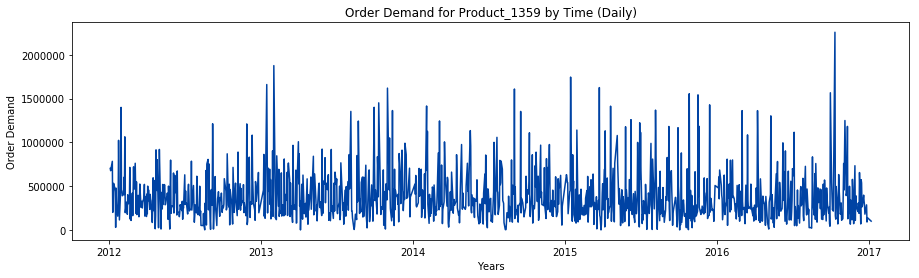 Order Demand for Product_1359 by Time (Daily)
Order Demand
2000000
1500000
1000000
500000
0
2012 2013 2014 2015 2016 2017
Years